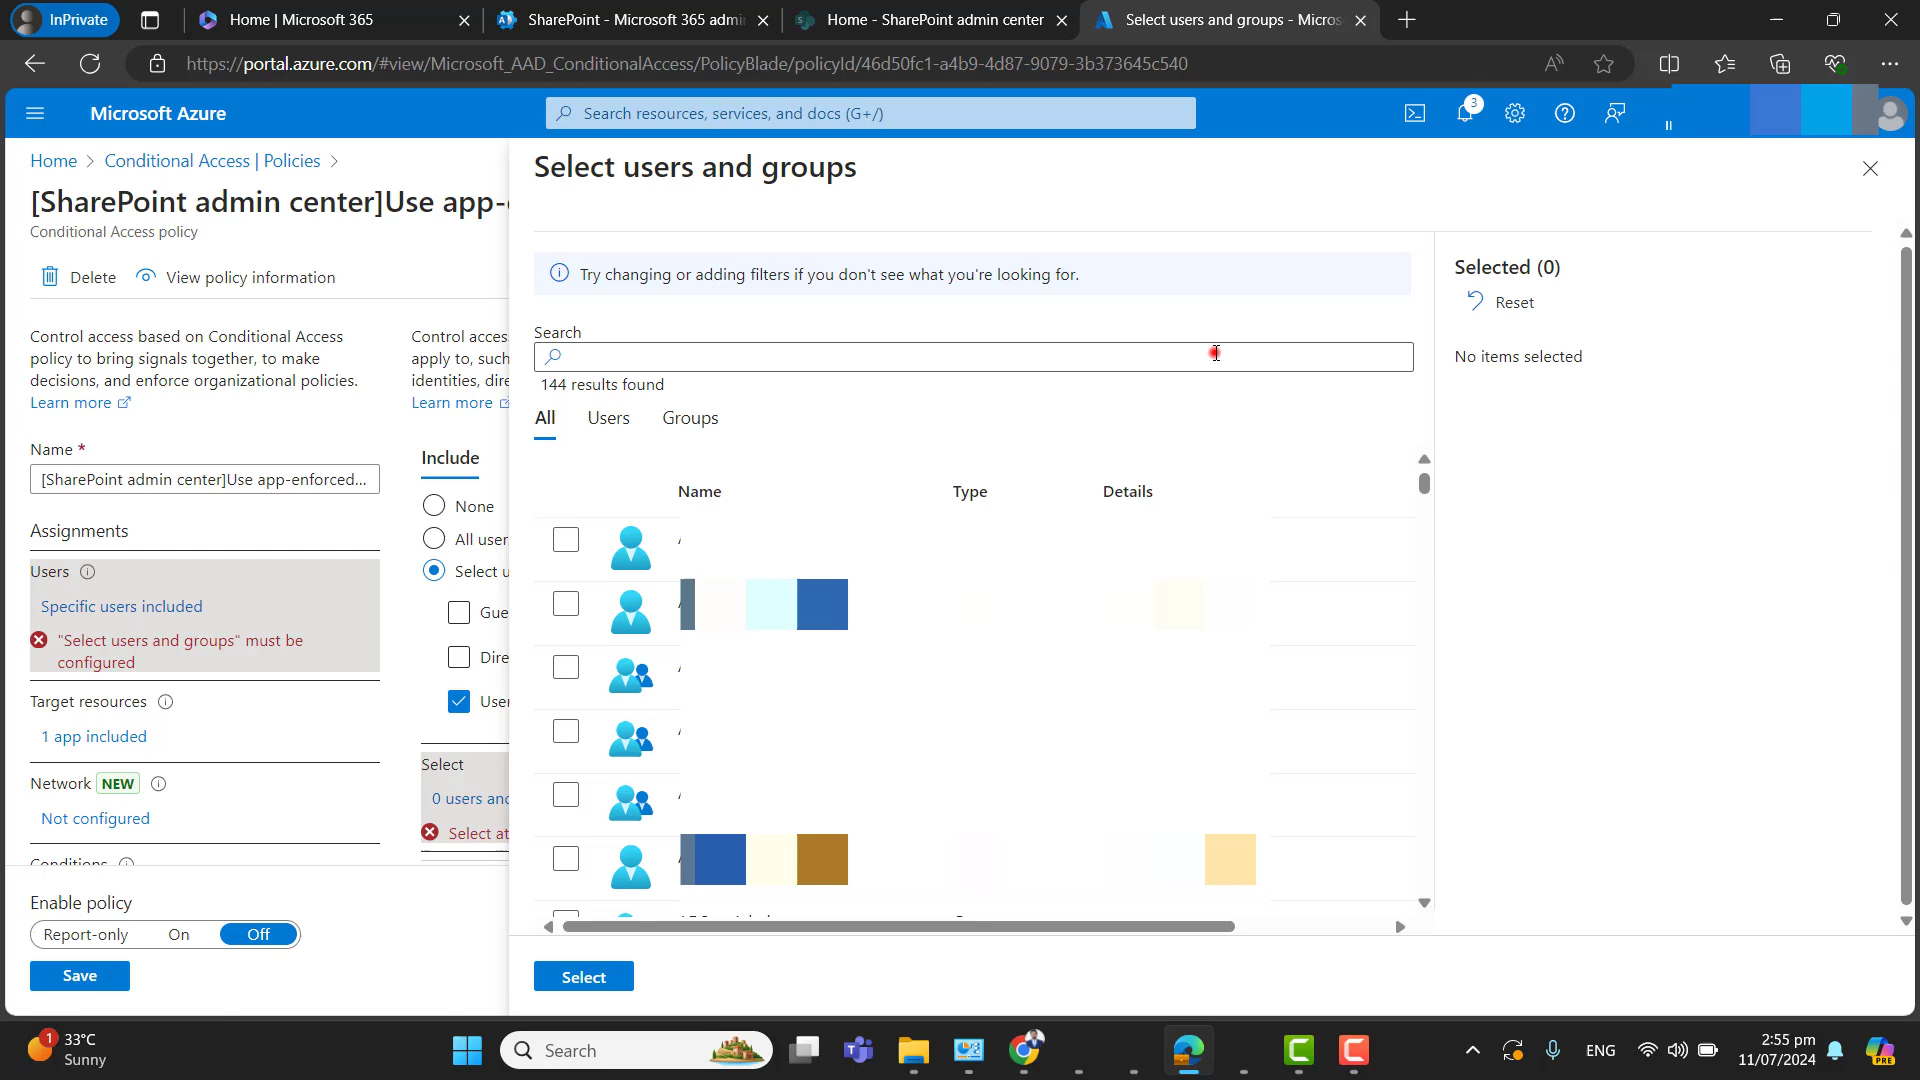 InPrivate
Home | Microsoft 365
SharePoint - Microsoft 365 admi
Home - SharePoint admin center
Select users and groups - Micros
https://portal.azure.com/#view/Microsoft_AAD_ConditionalAccess/PolicyBlade/policyId/46d50fc1-a4b9-4d87-9079-3b373645c540
Microsoft Azure
Search resources, services, and docs (G+/)
3
Home > Conditional Access | Policies >
[SharePoint admin center]Use app-
Conditional Access policy
Delete
View policy information
Control access based on Conditional Access
policy to bring signals together, to make
decisions, and enforce organizational policies.
Learn more
Name *
[SharePoint admin center]Use app-enforced...
Assignments
Users
Specific users included
"Select users and groups" must be
configured
Target resources
1 app included
Network NEW
Not configured
Conditions
Enable policy
Report-only
On
Off
Save
Control acces
apply to, such
identities, dire
Learn more
Include
None
All user
Select u
Gue
Dire
User
Select
0 users and
Select at
Select users and groups
Try changing or adding filters if you don't see what you're looking for.
Search
144 results found
All
Users
Groups
Name
Type
Details
Select
Selected (0)
Reset
No items selected
1
33°C
Sunny
Search
ENG
2:55 pm
11/07/2024
PRE